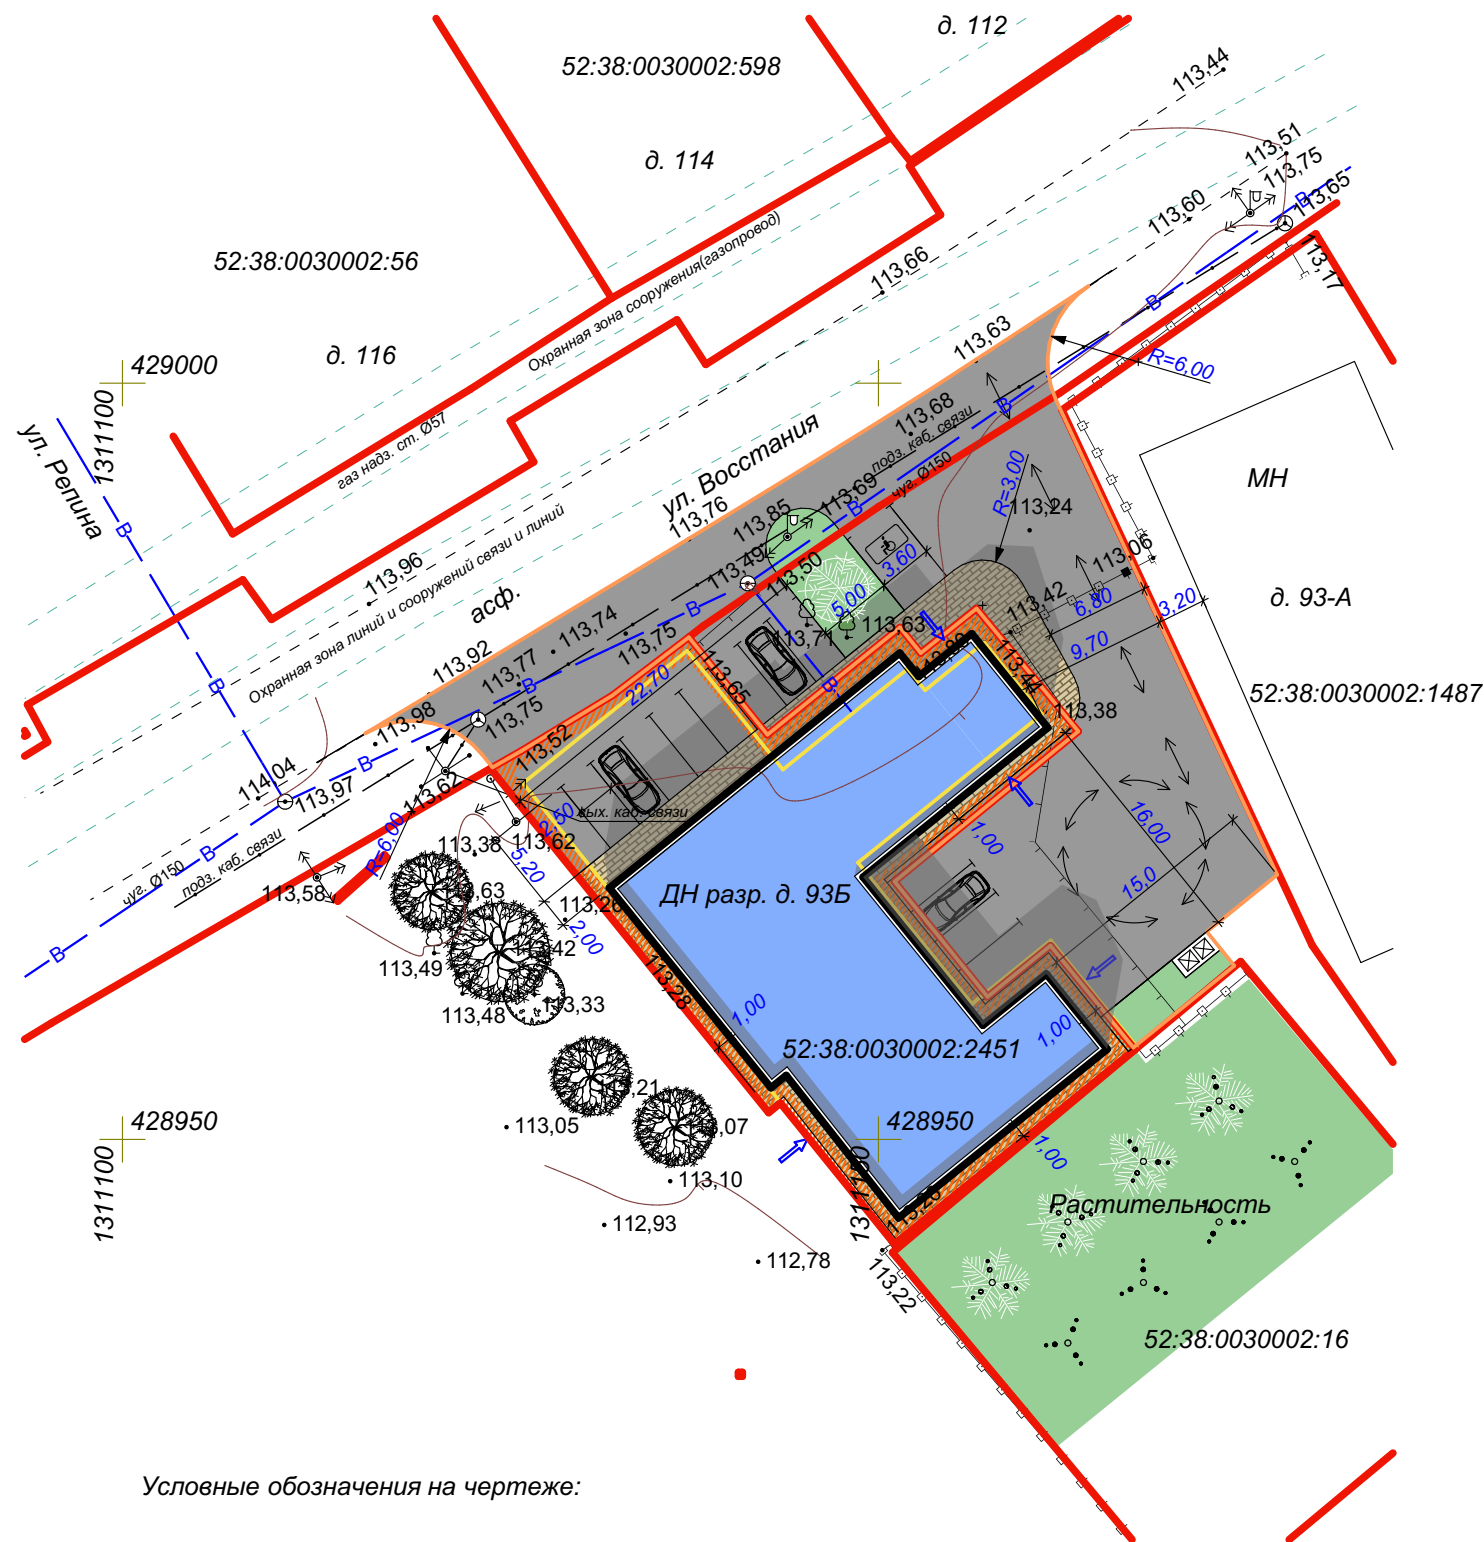 д. 112
52:38:0030002:598
113,44
д. 114
113,51
113,75
113,65
113,60
113,17
52:38:0030002:56
113,66
Охранная зона сооружения(газопровод)
д. 116
429000
1311100
113,63
R=6,00
ул. Репина
газ надз. ст. Ø57
113,68
подз. каб. связи
ул. Восстания
чуг. Ø150
113,69
R=3,00
МН
113,76
113,85
113,24
В
В
В
В
В
В
В
В
В
В
В
Охранная зона линий и сооружений связи и линий
113,96
асф.
113,49
113,50
3,60
5,00
113,06
113,42
6,80
3,20
д. 93-А
113,74
113,75
113,71
113,63
9,70
113,92
113,77
113,65
113,44
52:38:0030002:1487
22,70
113,98
113,75
113,38
113,52
114,04
113,97
113,62
вых. каб. связи
2,50
16,00
R=6,00
113,38
113,62
1,00
чуг. Ø150
подз. каб. связи
5,20
15,0
113,58
ДН разр. д. 93Б
2,00
113,49
113,28
113,48
113,33
1,00
1,00
52:38:0030002:2451
428950
428950
113,05
1311100
113,10
1,00
Растительность
112,93
112,78
113,22
52:38:0030002:16
Условные обозначения на чертеже: